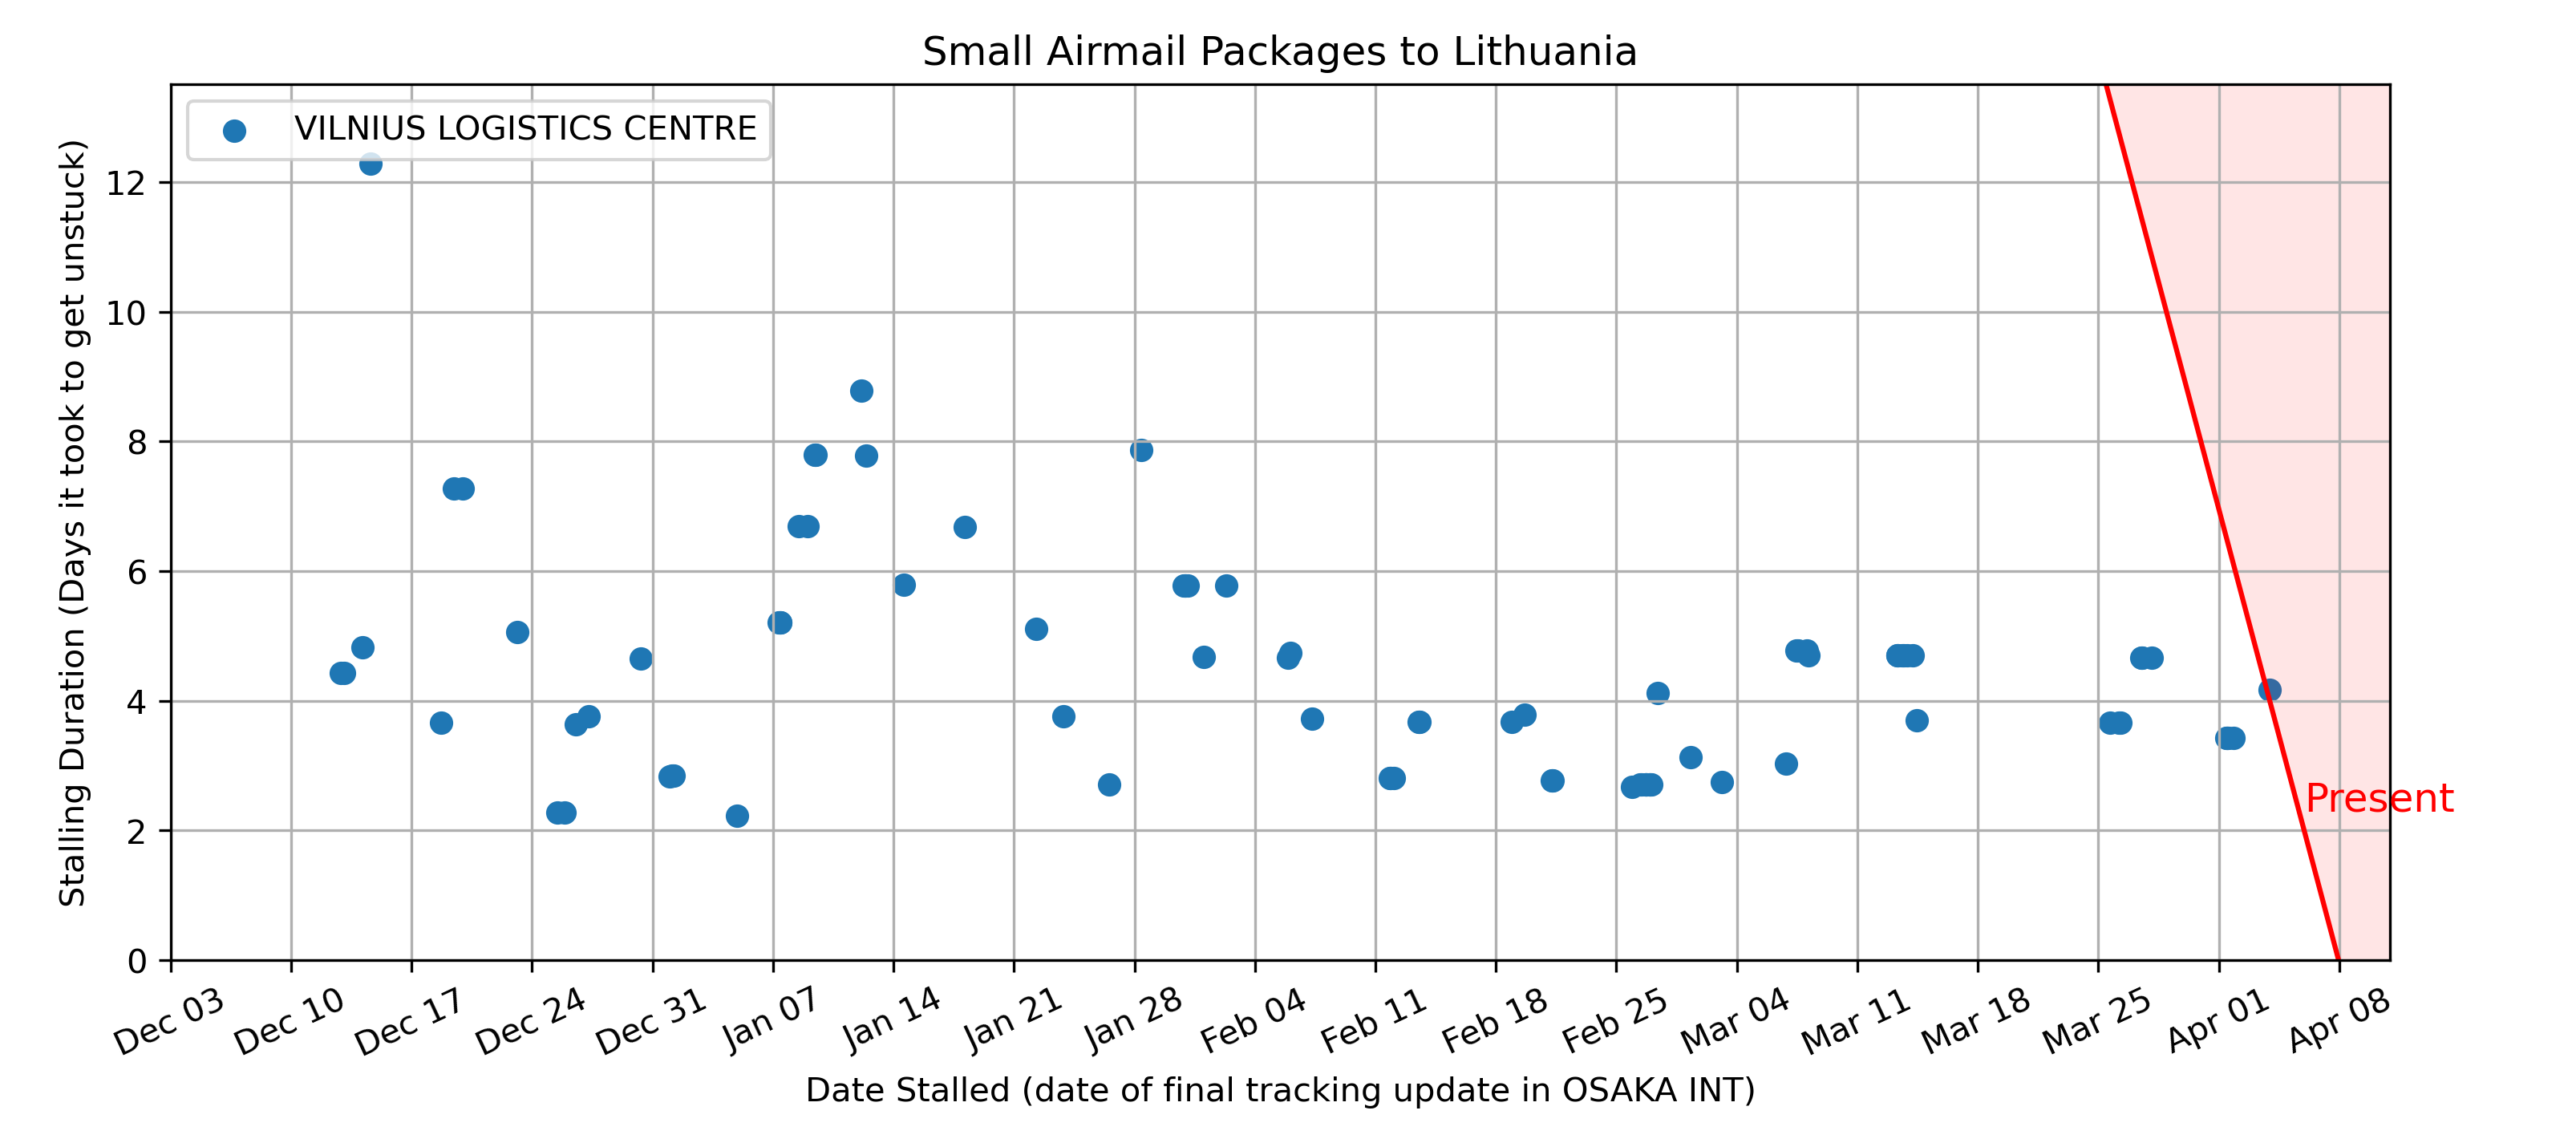 Small Airmail Packages to Lithuania
VILNIUS LOGISTICS CENTRE
Stalling Duration (Days it took to get unstuck)
12
10
8
6
4
2
0
Present
Dec 03
Dec 10
Dec 17
Dec 24
Dec 31
Jan 07
Jan 14
Jan 21
Jan 28
Feb 04
Feb 11
Feb 18
Feb 25
Mar 04
Mar 11
Mar 18
Mar 25
Apr 01
Apr 08
Date Stalled (date of final tracking update in OSAKA INT)